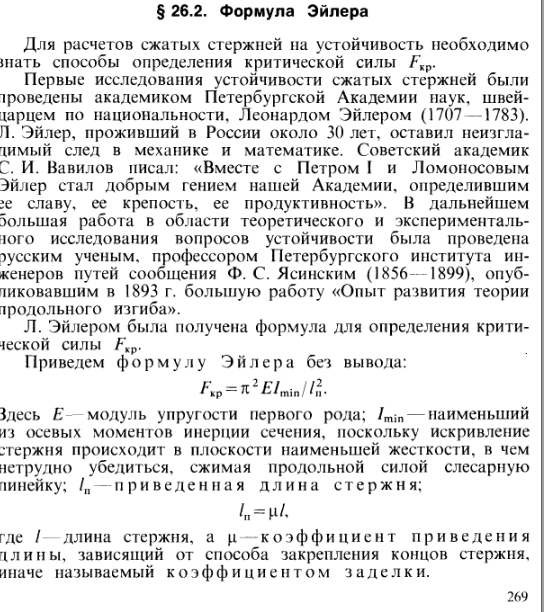 § 26.2. Формула Эйлера
Для расчетов сжатых стержней на устойчивость необходимо
знать способы определения критической силы Fкр.
Первые исследования устойчивости сжатых стержней были
проведены академиком Петербургской Академии наук, швей-
царцем по национальности, Леонардом Эйлером (1707—1783).
Л. Эйлер, проживший в России около 30 лет, оставил неизгла-
димый след в механике и математике. Советский академик
С. И. Вавилов писал: «Вместе с Петром I и Ломоносовым
Эйлер стал добрым гением нашей Академии, определившим
ее славу, ее крепость, ее продуктивность». В дальнейшем
большая работа в области теоретического и эксперименталь-
ного исследования вопросов устойчивости была проведена
русским ученым, профессором Петербургского института ин-
женеров путей сообщения Ф. С. Ясинским (1856—1899), опуб-
ликовавшим в 1893 г. большую работу «Опыт развития теории
продольного изгиба».
Л. Эйлером была получена формула для определения крити-
ческой силы Fкр.
Приведем формулу Эйлера без вывода:
Fкр = π²EImin/lп².
Здесь E—модуль упругости первого рода; Imin—наименьший
из осевых моментов инерции сечения, поскольку искривление
стержня происходит в плоскости наименьшей жесткости, в чем
нетрудно убедиться, сжимая продольной силой слесарную
линейку; lп—приведенная длина стержня;
lп = μl,
где l—длина стержня, а μ—коэффициент приведения
длины, зависящий от способа закрепления концов стержня,
иначе называемый коэффициентом заделки.
269